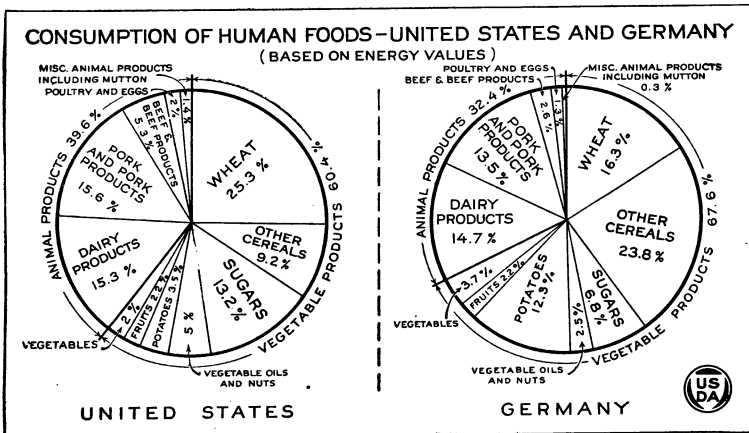 CONSUMPTION OF HUMAN FOODS–UNITED STATES AND GERMANY
(BASED ON ENERGY VALUES)
MISC. ANIMAL PRODUCTS
INCLUDING MUTTON
POULTRY AND EGGS
ANIMAL PRODUCTS 39.6 %
60.4 %
VEGETABLE PRODUCTS
1.4%
2%
BEEF &
BEEF PRODUCTS
5.3%
PORK
AND PORK
PRODUCTS
15.6 %
DAIRY
PRODUCTS
15.3%
WHEAT
25.3 %
OTHER
CEREALS
9.2%
SUGARS
13.2%
5%
POTATOES 3.5%
FRUITS 2.2%
2%
VEGETABLES
VEGETABLE OILS
AND NUTS
UNITED STATES
POULTRY AND EGGS
BEEF & BEEF PRODUCTS
MISC. ANIMAL PRODUCTS
INCLUDING MUTTON
0.3 %
ANIMAL PRODUCTS 32.4%
67.6 %
VEGETABLE PRODUCTS
2.6%
1.3%
PORK
AND PORK
PRODUCTS
13.5%
DAIRY
PRODUCTS
14.7 %
WHEAT
16.3%
OTHER
CEREALS
23.8%
SUGARS
6.8%
2.5%
POTATOES
12.3%
FRUITS 2.2%
3.7%
VEGETABLES
VEGETABLE OILS
AND NUTS
GERMANY
US
DA